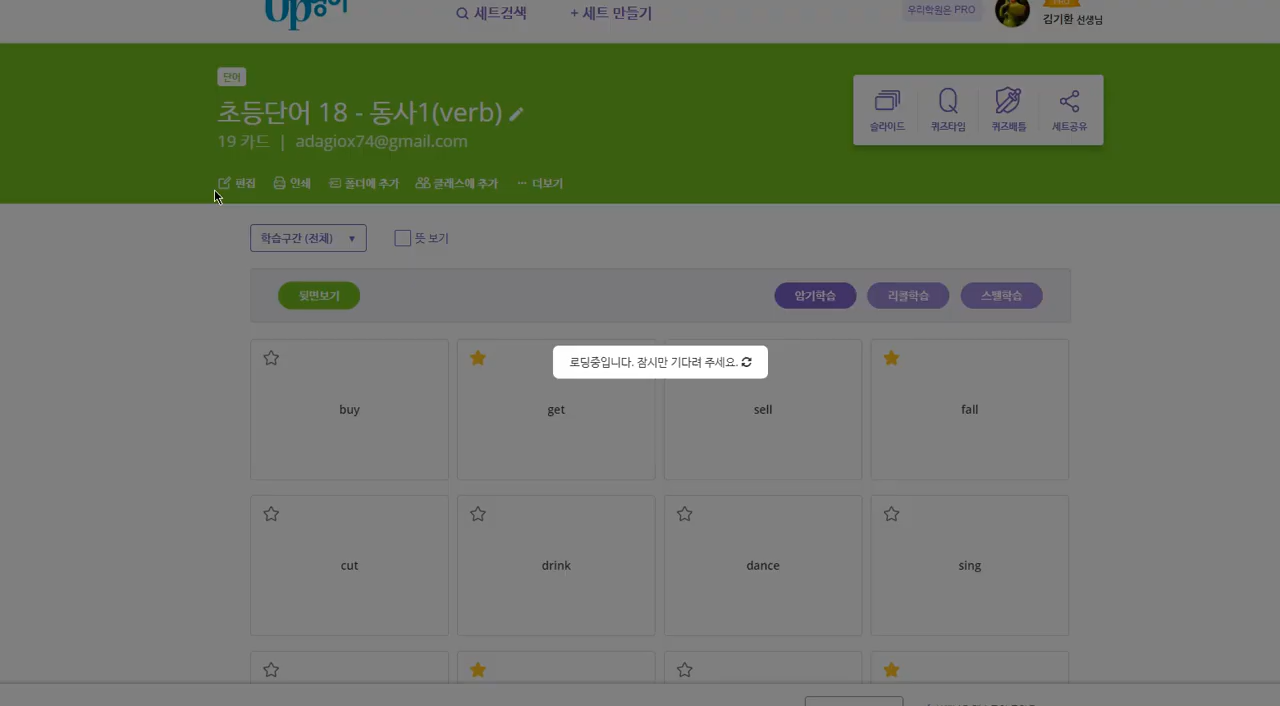 Up영어
세트검색
+ 세트 만들기
우리학원은 PRO
PRO
김기환 선생님
단어
초등단어 18 - 동사1(verb)
19 카드 | adagiox74@gmail.com
슬라이드
퀴즈타임
퀴즈배틀
세트공유
편집
인쇄
폴더에 추가
클래스에 추가
··· 더보기
학습구간 (전체) ▼
뜻 보기
뒷면보기
암기학습
리콜학습
스펠학습
로딩중입니다. 잠시만 기다려 주세요.
buy
get
sell
fall
cut
drink
dance
sing